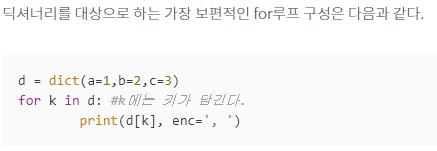 딕셔너리를 대상으로 하는 가장 보편적인 for루프 구성은 다음과 같다.
d = dict(a=1,b=2,c=3)
for k in d: #k에는 키가 담긴다.
        print(d[k], enc=', ')